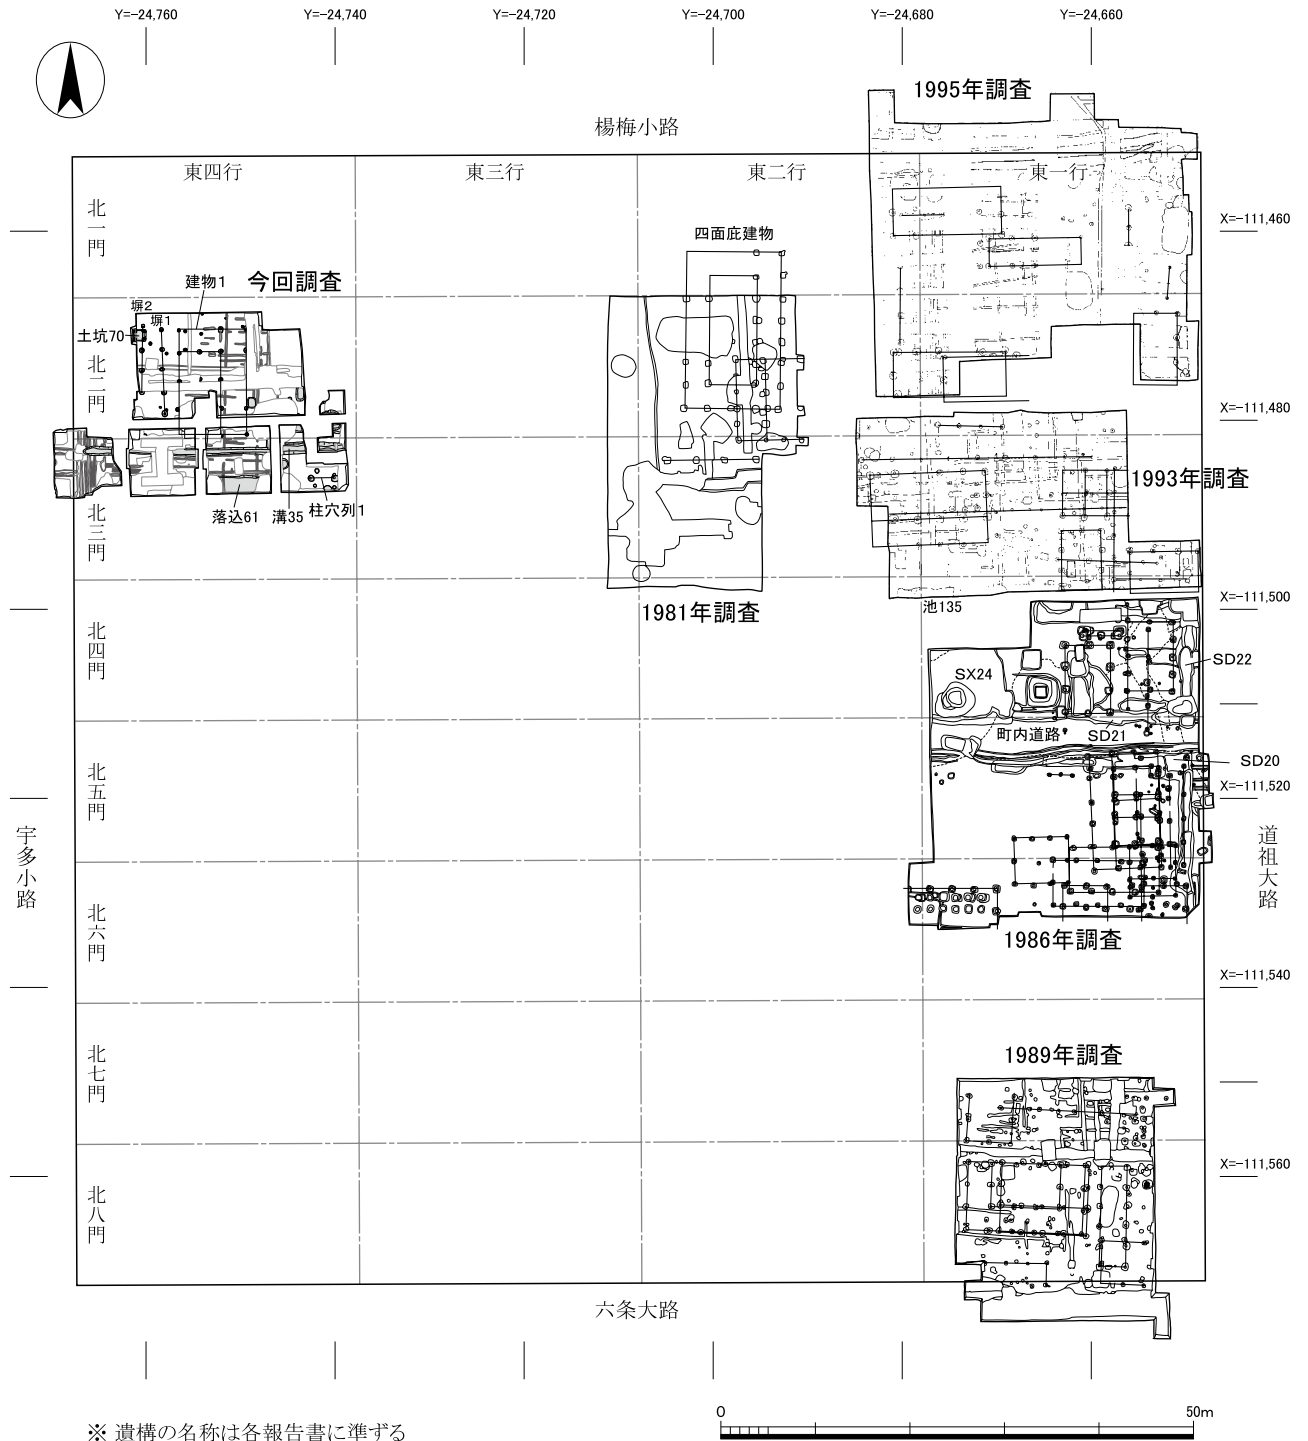 Y=-24,760
Y=-24,740
Y=-24,720
Y=-24,700
Y=-24,680
Y=-24,660
1995年調査
楊梅小路
東四行
東三行
東二行
東一行
北一門
X=-111,460
四面庇建物
建物1
今回調査
塀2
塀1
土坑70
北二門
X=-111,480
1993年調査
落込61
溝35
柱穴列1
北三門
1981年調査
池135
X=-111,500
北四門
SX24
SD22
町内道路
SD21
SD20
北五門
X=-111,520
宇多小路
道祖大路
北六門
1986年調査
X=-111,540
1989年調査
北七門
X=-111,560
北八門
六条大路
0
50m
※ 遺構の名称は各報告書に準ずる